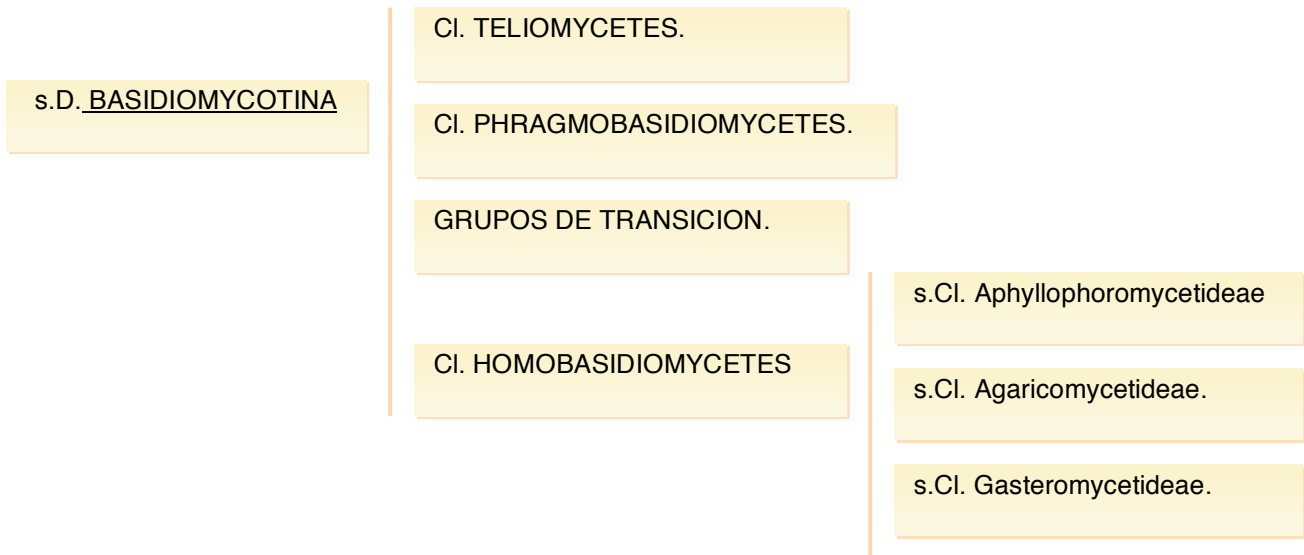 s.D. BASIDIOMYCOTINA
Cl. TELIOMYCETES.
Cl. PHRAGMOBASIDIOMYCETES.
GRUPOS DE TRANSICION.
Cl. HOMOBASIDIOMYCETES
s.Cl. Aphyllophoromycetideae
s.Cl. Agaricomycetideae.
s.Cl. Gasteromycetideae.